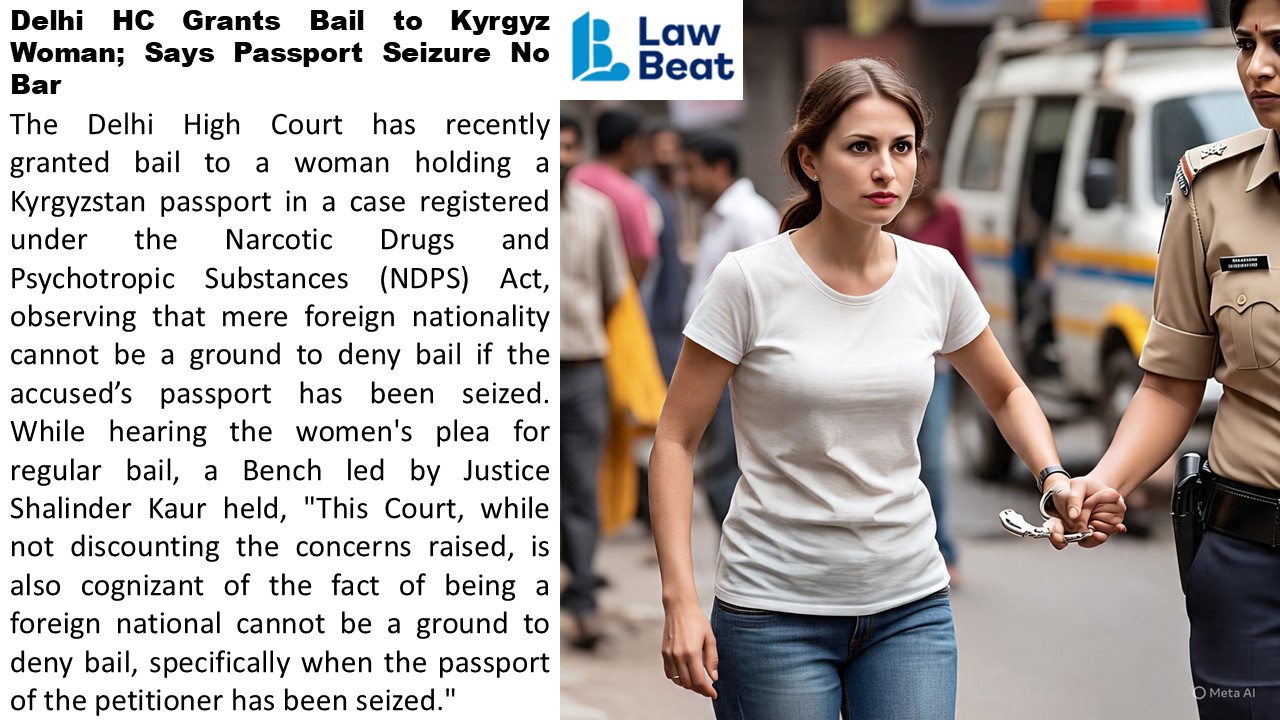 Delhi HC Grants Bail to Kyrgyz
Woman; Says Passport Seizure No
Bar
The Delhi High Court has recently
granted bail to a woman holding a
Kyrgyzstan passport in a case registered
under the Narcotic Drugs and
Psychotropic Substances (NDPS) Act,
observing that mere foreign nationality
cannot be a ground to deny bail if the
accused’s passport has been seized.
While hearing the women's plea for
regular bail, a Bench led by Justice
Shalinder Kaur held, "This Court, while
not discounting the concerns raised, is
also cognizant of the fact of being a
foreign national cannot be a ground to
deny bail, specifically when the passport
of the petitioner has been seized."
Law
Beat
Meta AI